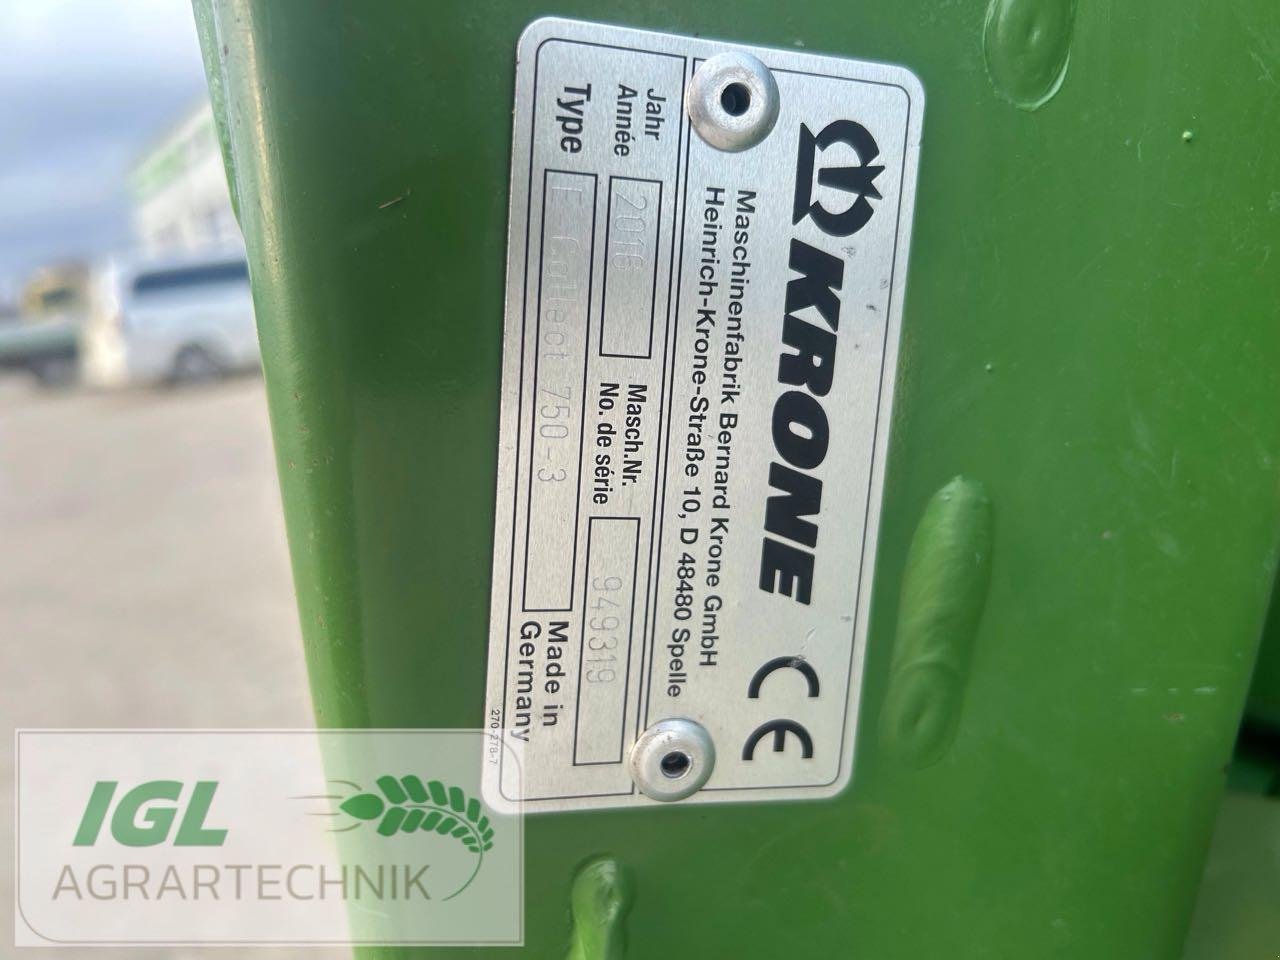 KRONE CE
Maschinenfabrik Bernard Krone GmbH
Heinrich-Krone-Straße 10, D 48480 Spelle
Jahr
Année
2016
Masch.Nr.
No. de série
949319
Type
750-3
Made in
Germany
270-278-7
IGL
AGRARTECHNIK